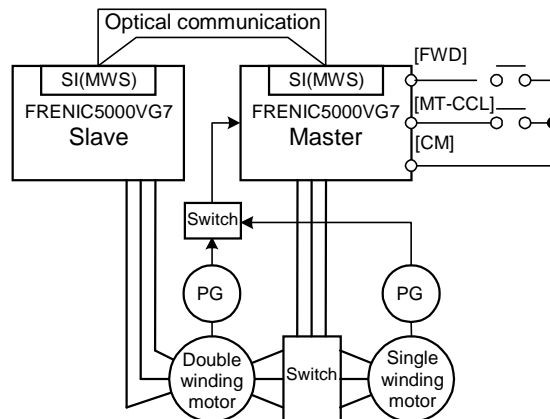 Optical communication
SI(MWS)
FRENIC5000VG7
Slave
SI(MWS)
FRENIC5000VG7
Master
[FWD]
[MT-CCL]
[CM]
Switch
PG
PG
Double
winding
motor
Switch
Single
winding
motor